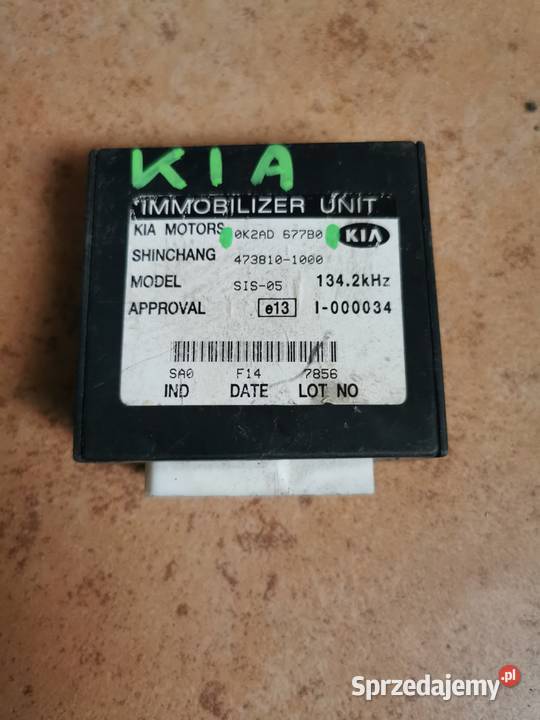 KIA
IMMOBILIZER UNIT
KIA MOTORS 0K2AD 677B0 KIA
SHINCHANG 473810-1000
MODEL SIS-05 134.2kHz
APPROVAL e13 I-000034
SA0 F14 7856
IND DATE LOT NO
Sprzedajemy.pl